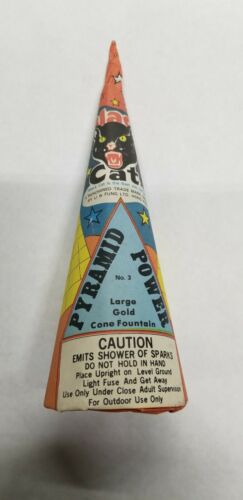 Black
Cat
PYRAMID POWER
No. 3
Large
Gold
Cone Fountain
CAUTION
EMITS SHOWER OF SPARKS
DO NOT HOLD IN HAND
Place Upright on Level Ground
Light Fuse And Get Away
Use Only Under Close Adult Supervision
For Outdoor Use Only